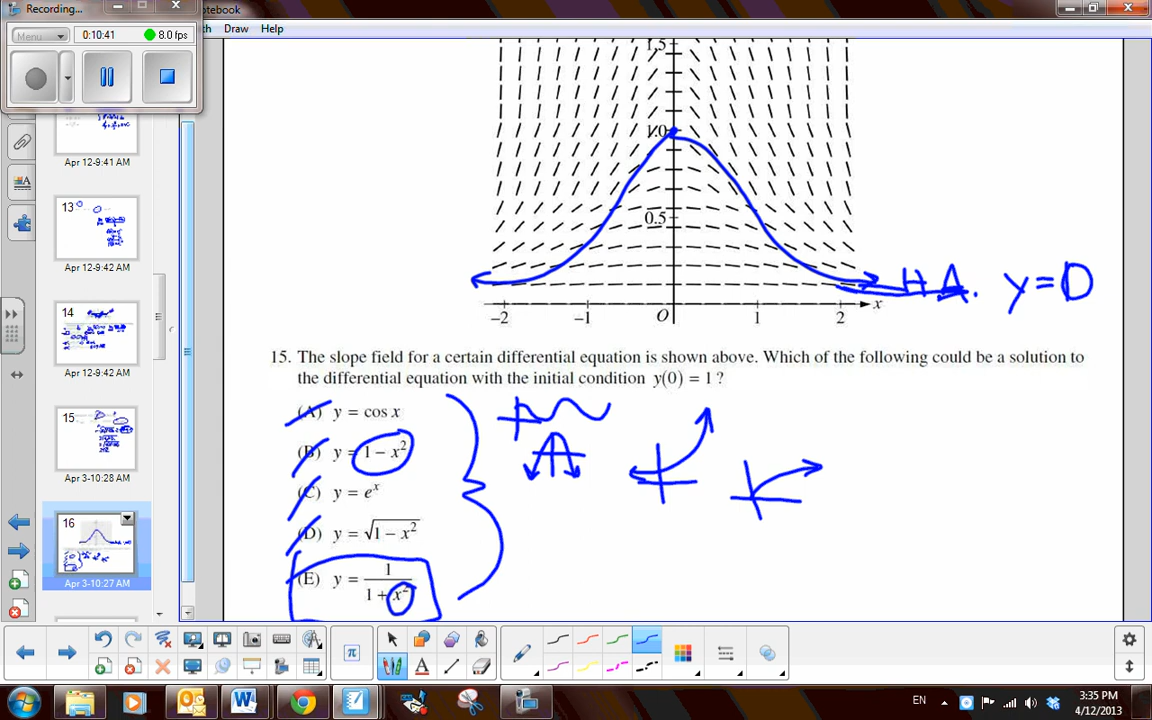 Recording...
otebook
Menu
0:10:41
8.0 fps
th Draw Help
Apr 12-9:41 AM
13
Apr 12-9:42 AM
14
Apr 12-9:42 AM
15
Apr 3-10:28 AM
16
Apr 3-10:27 AM
1.5
1.0
0.5
H.A. y=0
-2 -1 O 1 2 x
15. The slope field for a certain differential equation is shown above. Which of the following could be a solution to
the differential equation with the initial condition y(0) = 1 ?
(A) y = cos x
(B) y = 1 − x²
(C) y = eˣ
(D) y = √1 − x²
(E) y = 1 / 1 + x²
π
A
EN
3:35 PM
4/12/2013